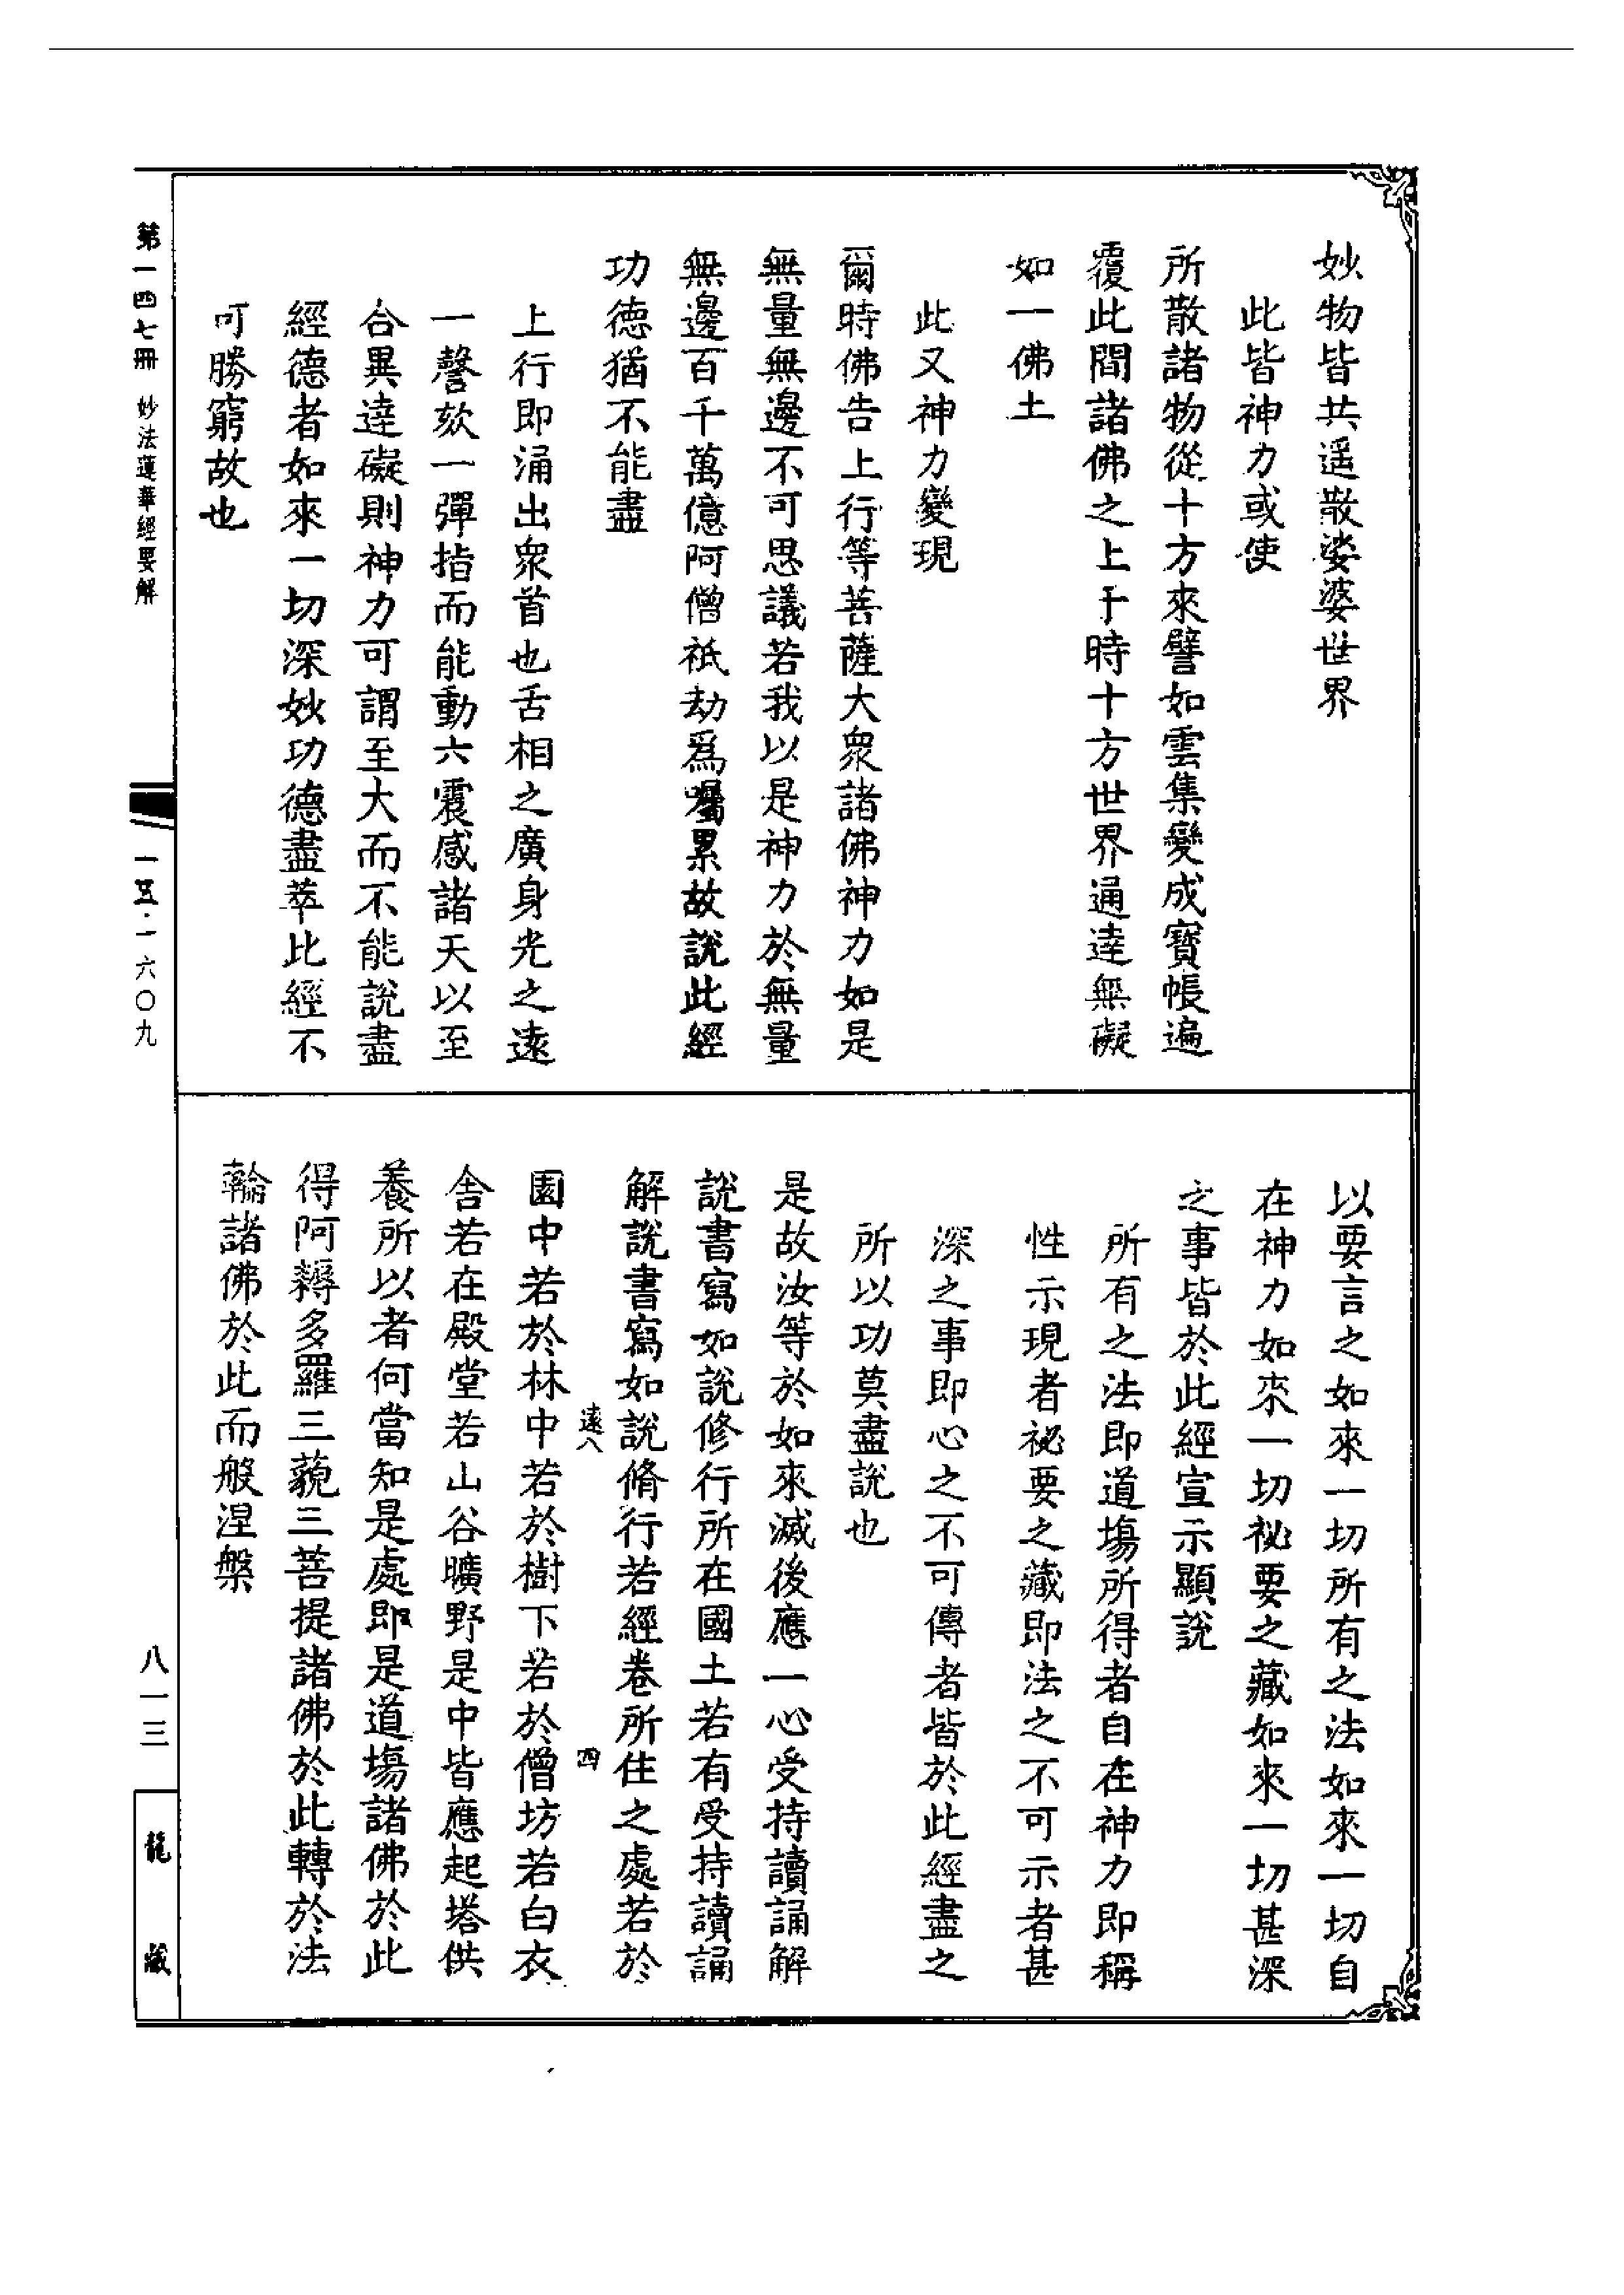 妙物皆共遥散娑婆世界
此皆神力或使
所散諸物從十方來譬如雲集變成寳帳遍
覆此間諸佛之上于時十方世界通達無礙
如一佛土
此又神力變現
爾時佛告上行等菩薩大衆諸佛神力如是
無量無邊不可思議若我以是神力於無量
無邊百千萬億阿僧祇劫爲囑累故說此經
功德猶不能盡
上行即涌出衆首也舌相之廣身光之遠
一謦欬一彈指而能動六震感諸天以至
合異達礙則神力可謂至大而不能說盡
經德者如來一切深妙功德盡萃此經不
可勝窮故也
以要言之如來一切所有之法如來一切自
在神力如來一切祕要之藏如來一切甚深
之事皆於此經宣示顯說
所有之法即道場所得者自在神力即稱
性示現者祕要之藏即法之不可示者甚
深之事即心之不可傳者皆於此經盡之
所以功莫盡說也
是故汝等於如來滅後應一心受持讀誦解
說書寫如說修行所在國土若有受持讀誦
解說書寫如說脩行若經卷所住之處若於
遠八 四
園中若於林中若於樹下若於僧坊若白衣
舍若在殿堂若山谷曠野是中皆應起塔供
養所以者何當知是處即是道場諸佛於此
得阿耨多羅三藐三菩提諸佛於此轉於法
輪諸佛於此而般涅槃
第一四七冊 妙法蓮華經要解 一五五·一六〇九 八一三 龍藏